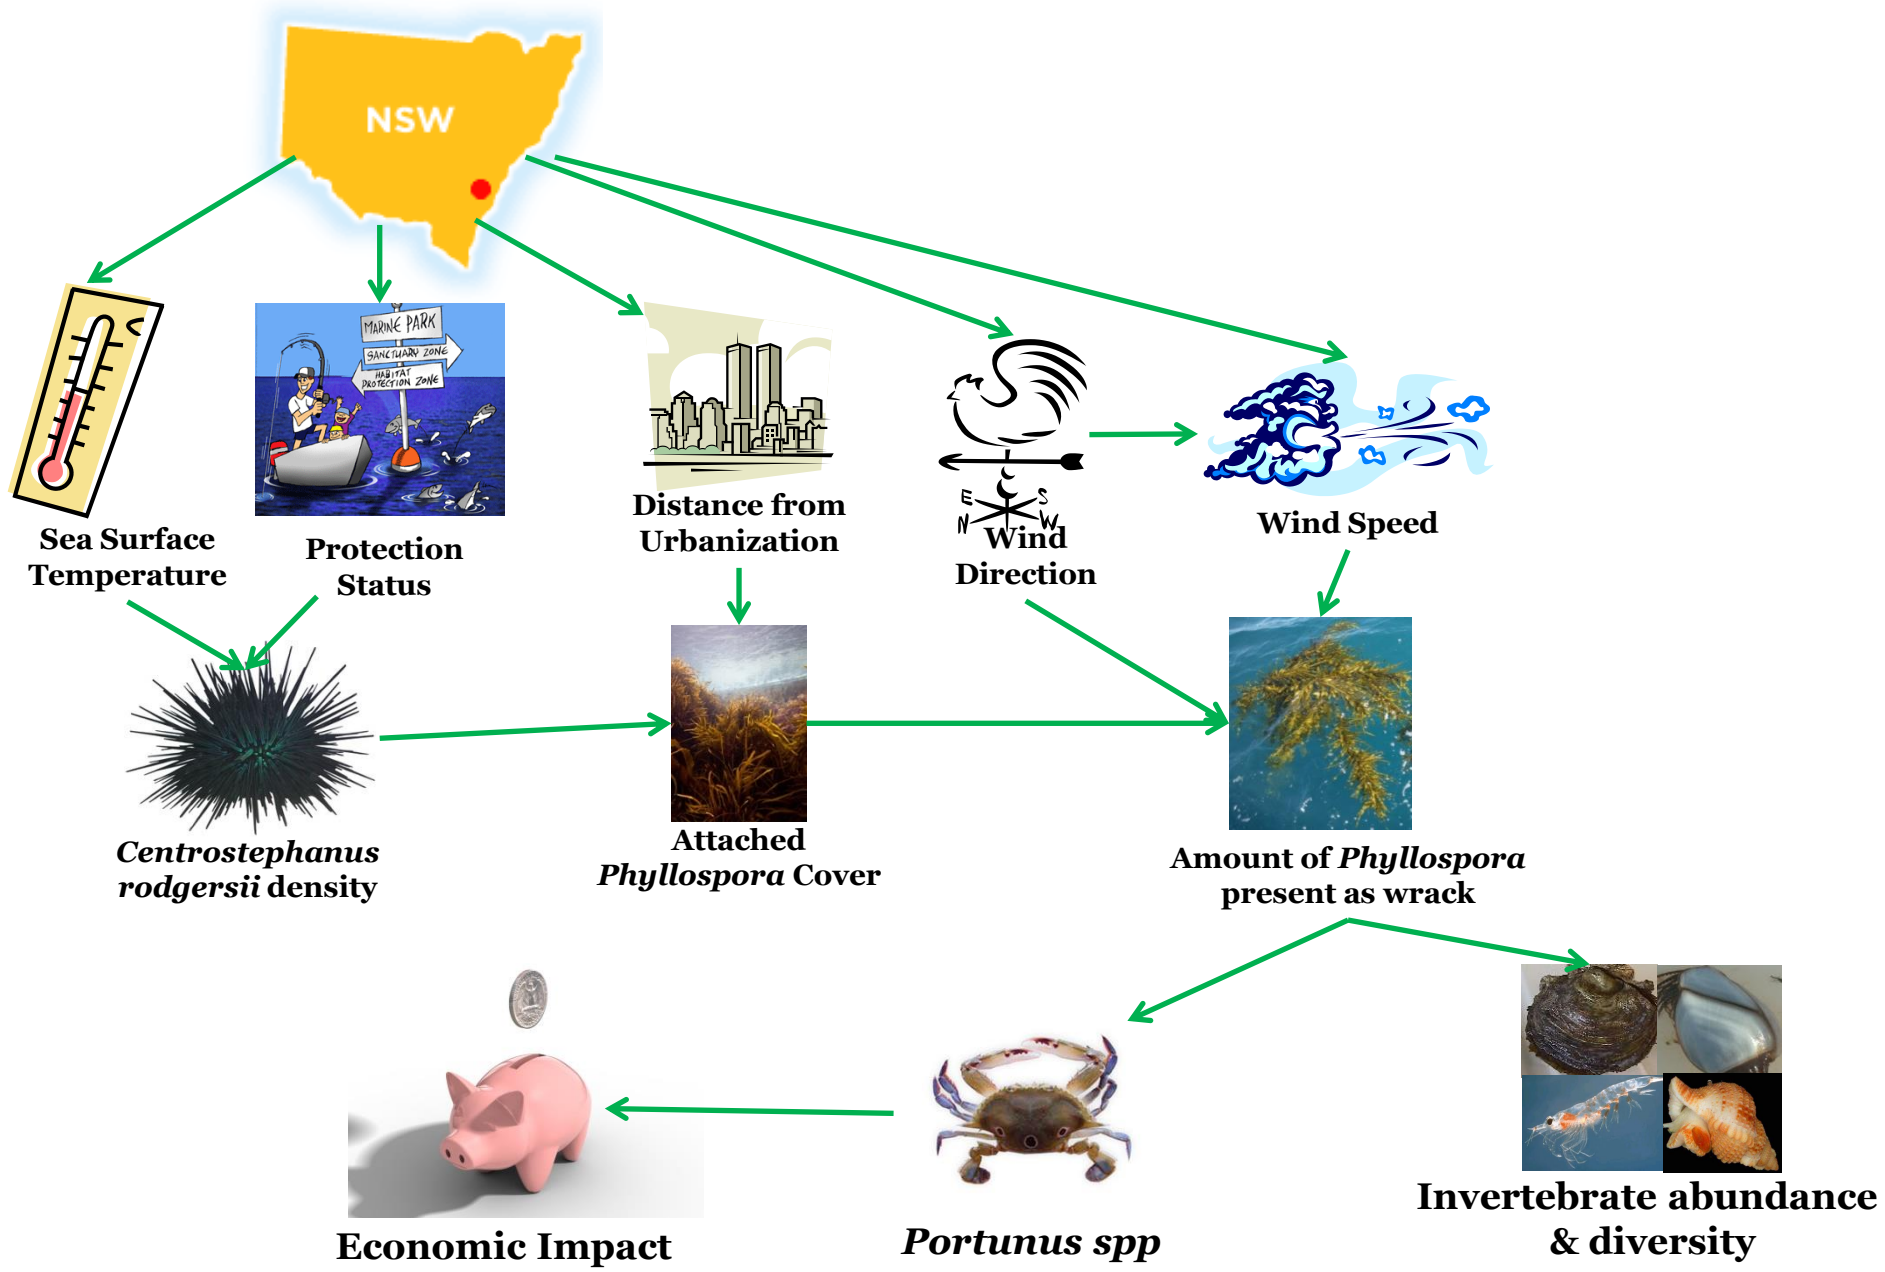 NSW
MARINE PARK
SANCTUARY ZONE
HABITAT
PROTECTION ZONE
E
S
N
W
Sea Surface
Temperature
Protection
Status
Distance from
Urbanization
Wind
Direction
Wind Speed
Centrostephanus
rodgersii density
Attached
Phyllospora Cover
Amount of Phyllospora
present as wrack
Economic Impact
Portunus spp
Invertebrate abundance
& diversity